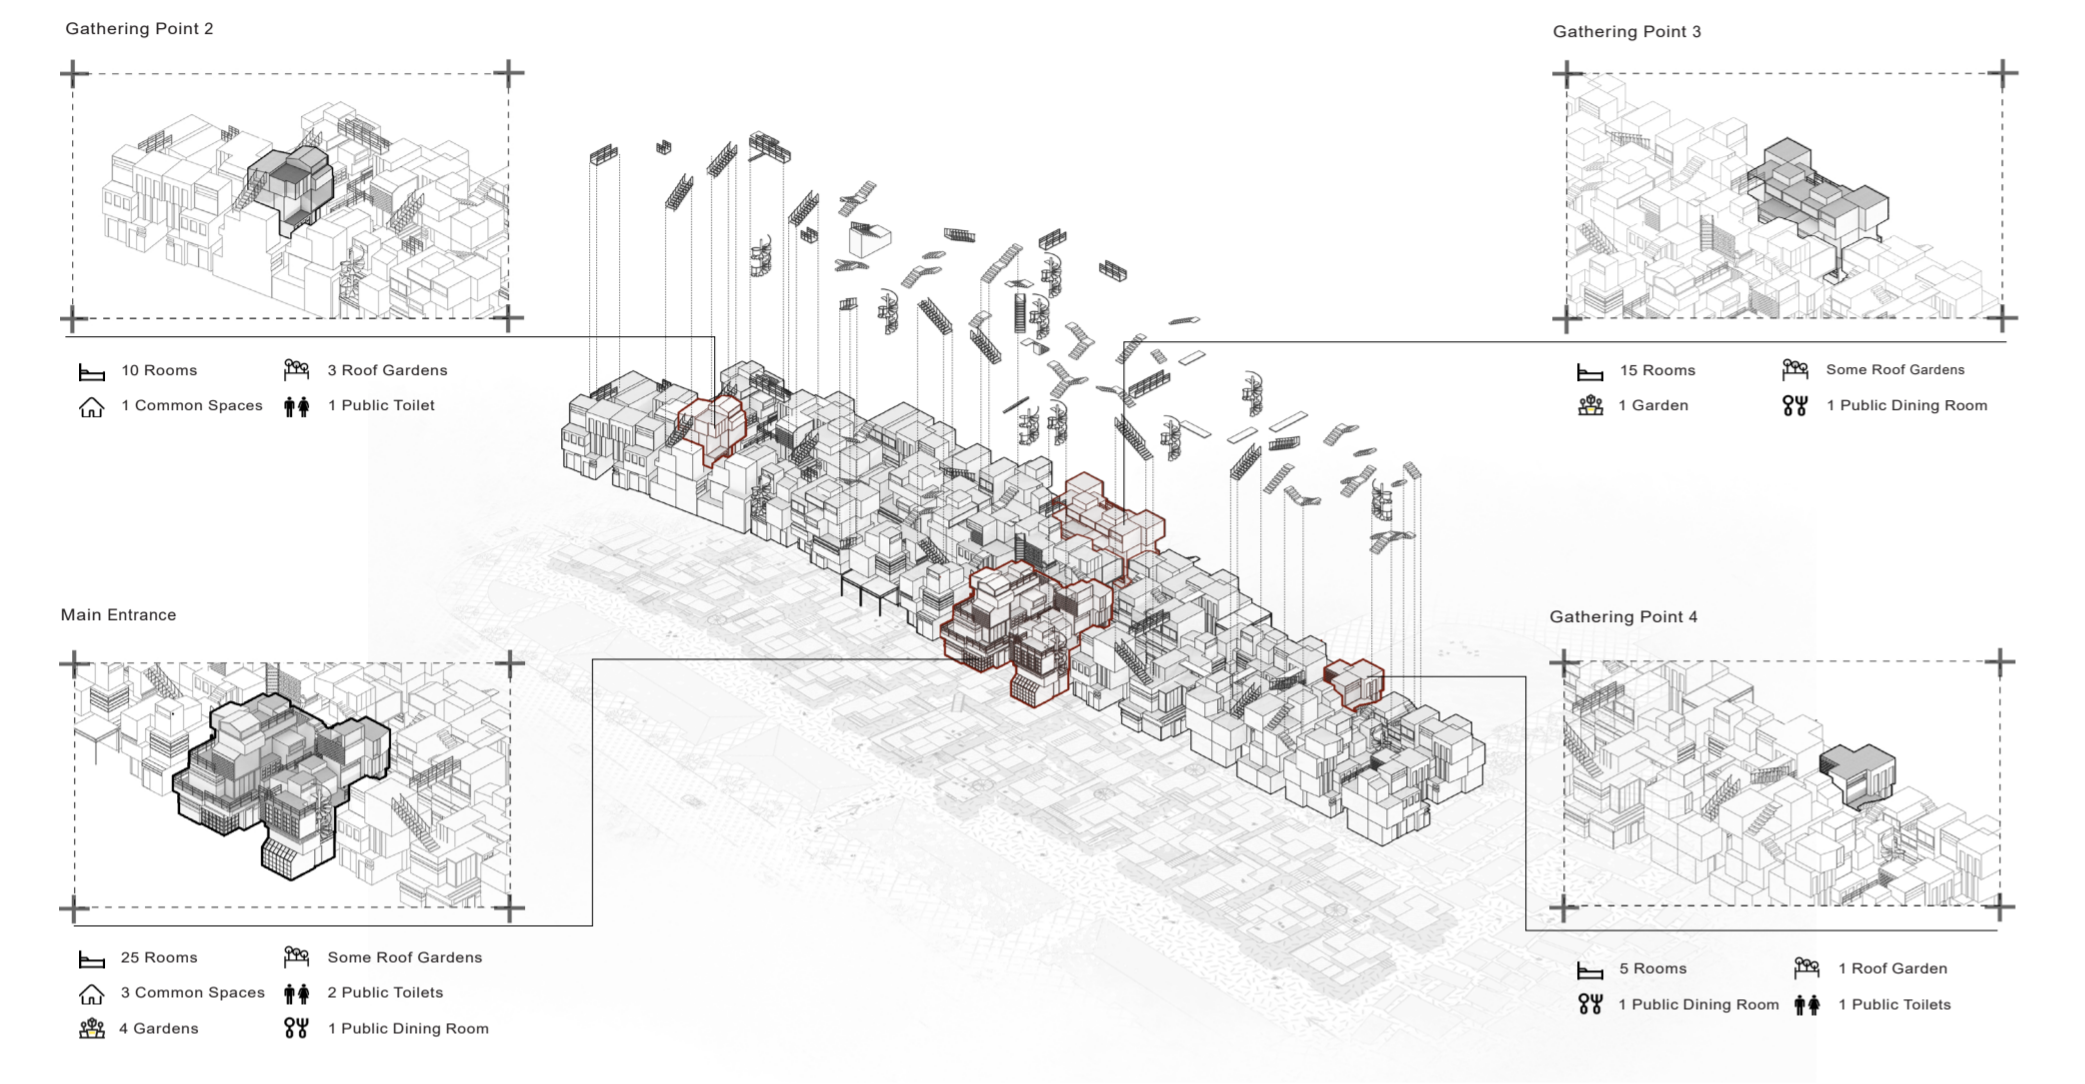 Gathering Point 2
10 Rooms
3 Roof Gardens
1 Common Spaces
1 Public Toilet
Gathering Point 3
15 Rooms
Some Roof Gardens
1 Garden
1 Public Dining Room
Main Entrance
25 Rooms
Some Roof Gardens
3 Common Spaces
2 Public Toilets
4 Gardens
1 Public Dining Room
Gathering Point 4
5 Rooms
1 Roof Garden
1 Public Dining Room
1 Public Toilets